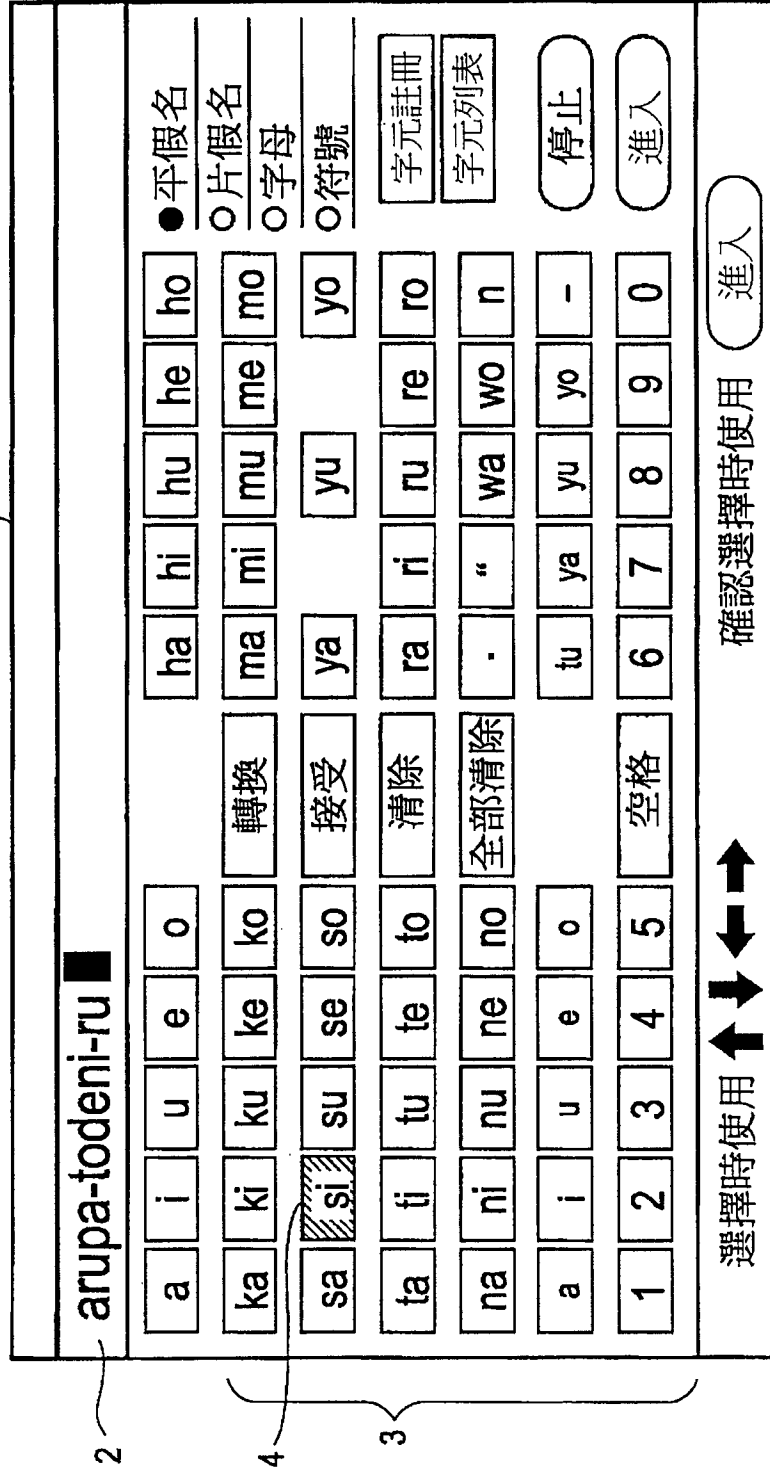 2
arupa-todeni-ru
a i u e o ha hi hu he ho ●平假名
ka ki ku ke ko 轉換 ma mi mu me mo ○片假名
○字母
4 sa si su se so 接受 ya yu yo ○符號
3 ta ti tu te to 清除 ra ri ru re ro 字元註冊
na ni nu ne no 全部清除 . “ wa wo n 字元列表
a i u e o tu ya yu yo - 停止
1 2 3 4 5 空格 6 7 8 9 0 進入
選擇時使用 ↑ ↓ ← → 確認選擇時使用 進入